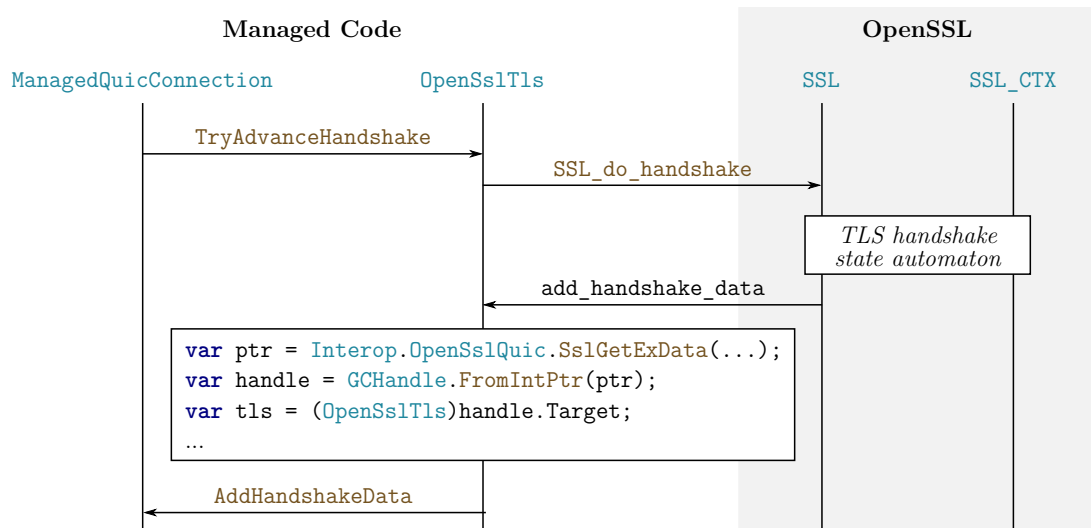 Managed Code
OpenSSL
ManagedQuicConnection
OpenSslTls
SSL
SSL_CTX
TryAdvanceHandshake
SSL_do_handshake
TLS handshake
state automaton
add_handshake_data
var ptr = Interop.OpenSslQuic.SslGetExData(...);
var handle = GCHandle.FromIntPtr(ptr);
var tls = (OpenSslTls)handle.Target;
...
AddHandshakeData